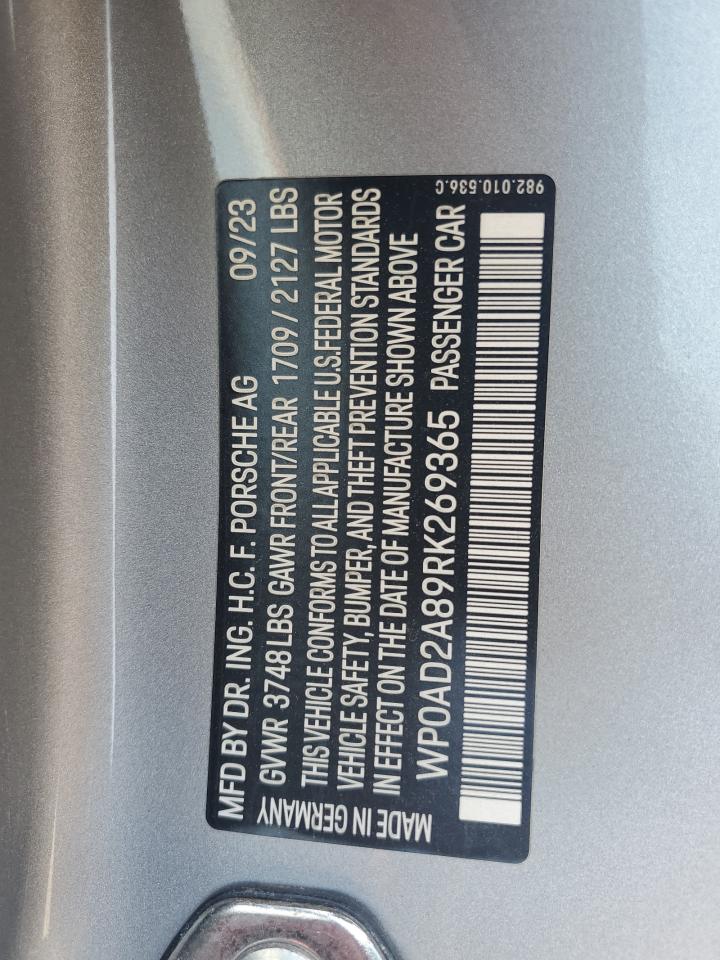 MFD BY DR. ING. H.C. F. PORSCHE AG 09/23
GVWR 3748 LBS GAWR FRONT/REAR 1709/2127 LBS
THIS VEHICLE CONFORMS TO ALL APPLICABLE U.S. FEDERAL MOTOR
VEHICLE SAFETY, BUMPER, AND THEFT PREVENTION STANDARDS
IN EFFECT ON THE DATE OF MANUFACTURE SHOWN ABOVE
WP0AD2A89RK269365 PASSENGER CAR
MADE IN GERMANY
982.010.536.C